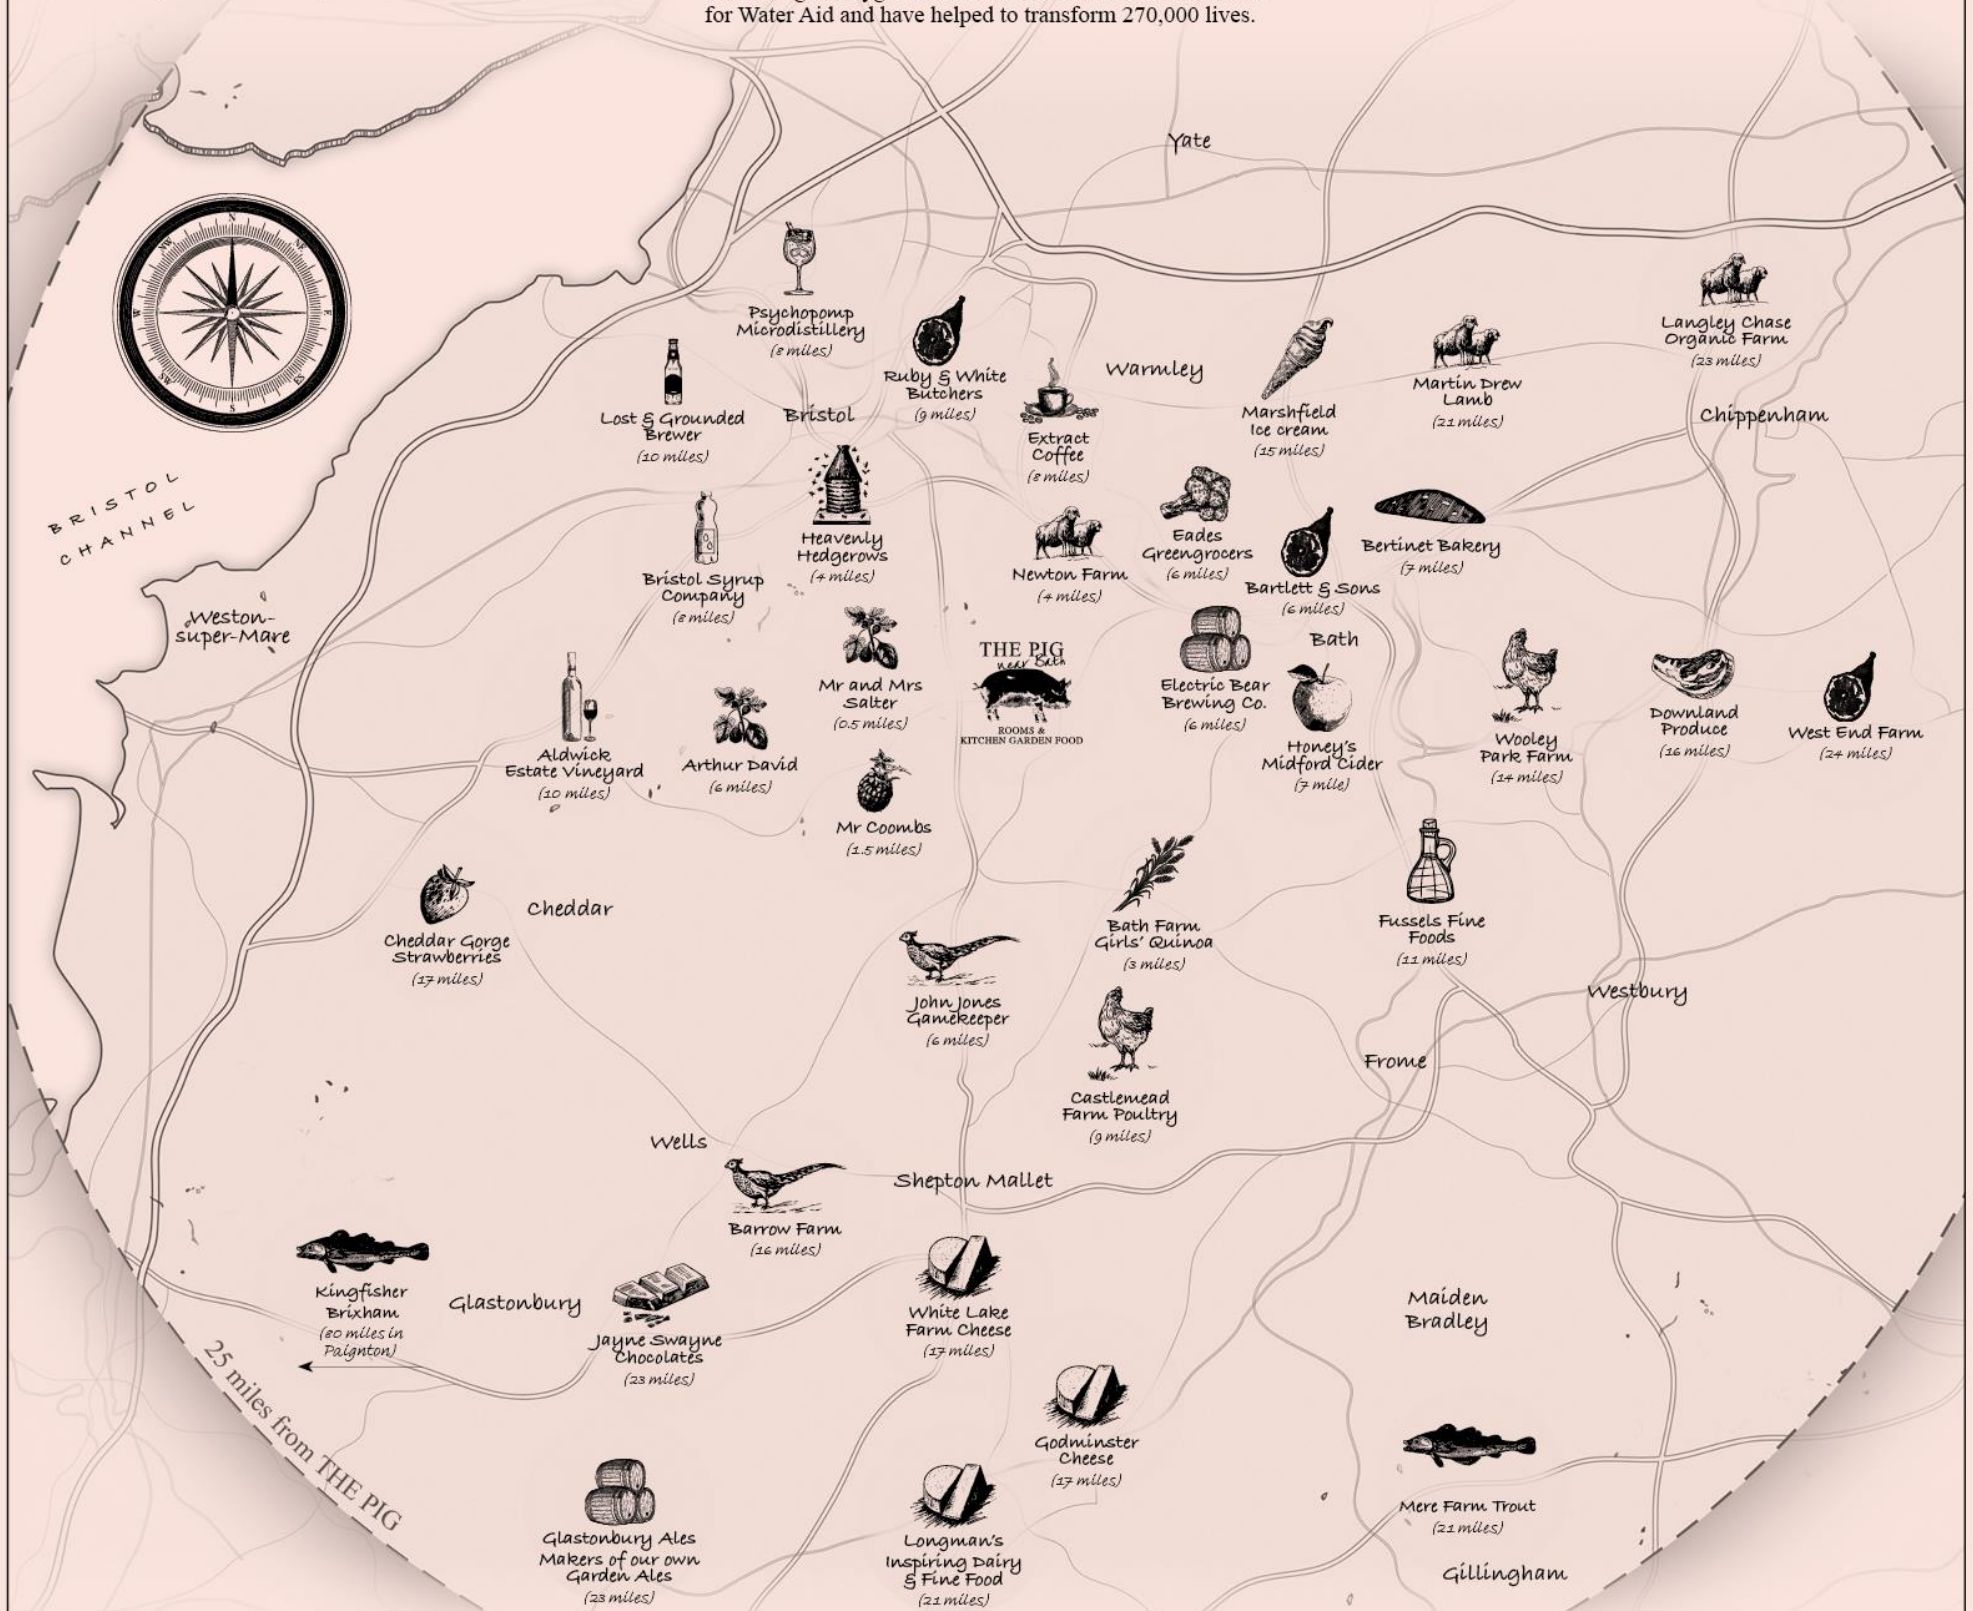 for Water Aid and have helped to transform 270,000 lives.
Yate
N
NE
E
ES
S
SW
W
NW
Psychopomp
Microdistillery
(8 miles)
Langley Chase
Organic Farm
(23 miles)
Ruby & White
Butchers
(9 miles)
Warmley
Martin Drew
Lamb
(21 miles)
Lost & Grounded
Brewer
(10 miles)
Bristol
Extract
Coffee
(8 miles)
Marshfield
Ice cream
(15 miles)
Chippenham
BRISTOL
CHANNEL
Heavenly
Hedgerows
(4 miles)
Eades
Greengrocers
(6 miles)
Bertinet Bakery
(7 miles)
Bristol Syrup
Company
(8 miles)
Newton Farm
(4 miles)
Bartlett & Sons
(6 miles)
Weston-
super-Mare
Bath
THE PIG
near Bath
ROOMS &
KITCHEN GARDEN FOOD
Mr and Mrs
Salter
(0.5 miles)
Electric Bear
Brewing Co.
(6 miles)
Aldwick
Estate Vineyard
(10 miles)
Arthur David
(6 miles)
Honey's
Midford Cider
(7 mile)
Wooley
Park Farm
(14 miles)
Downland
Produce
(16 miles)
West End Farm
(24 miles)
Mr Coombs
(1.5 miles)
Cheddar
Cheddar Gorge
Strawberries
(17 miles)
Bath Farm
Girls' Quinoa
(3 miles)
Fussels Fine
Foods
(11 miles)
John Jones
Gamekeeper
(6 miles)
Westbury
Castlemead
Farm Poultry
(9 miles)
Frome
Wells
Shepton Mallet
Barrow Farm
(16 miles)
Kingfisher
Brixham
(80 miles in
Paignton)
Glastonbury
Jayne Swayne
Chocolates
(23 miles)
White Lake
Farm Cheese
(17 miles)
Maiden
Bradley
25 miles from THE PIG
Godminster
Cheese
(17 miles)
Mere Farm Trout
(21 miles)
Glastonbury Ales
Makers of our own
Garden Ales
(23 miles)
Longman's
Inspiring Dairy
& Fine Food
(21 miles)
Gillingham